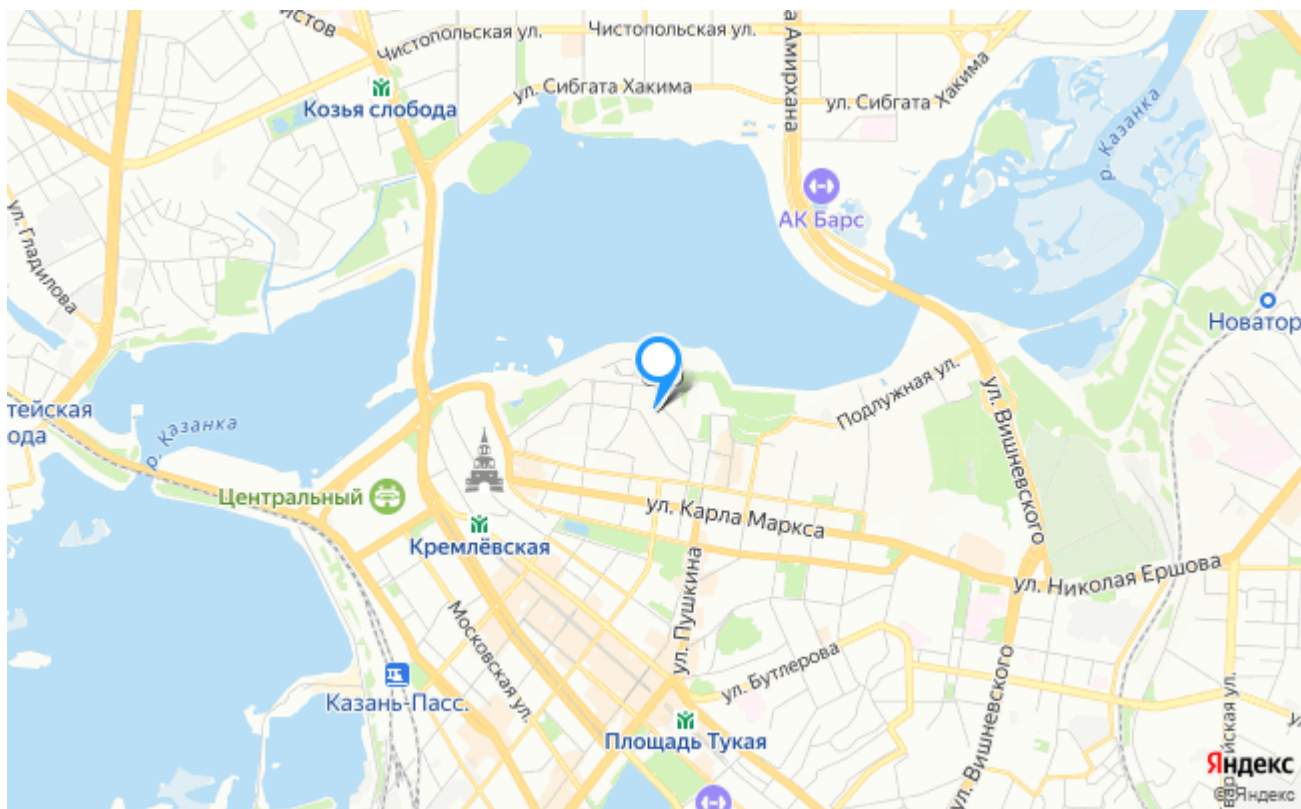 истов
Чистопольская ул.
Чистопольская ул.
ул. Сибгата Хакима
ул. Сибгата Хакима
а Амирхана
Козья слобода
р. Казанка
АК Барс
ул. Гладилова
Новатор
тейская
ода
р. Казанка
Подлужная ул.
ул. Вишневского
Центральный
ул. Карла Маркса
Кремлёвская
ул. Николая Ершова
Московская ул.
ул. Пушкина
ул. Бутлерова
Казань-Пасс.
Площадь Тукая
ул. Вишневского
айская ул.
Яндекс
© Яндекс